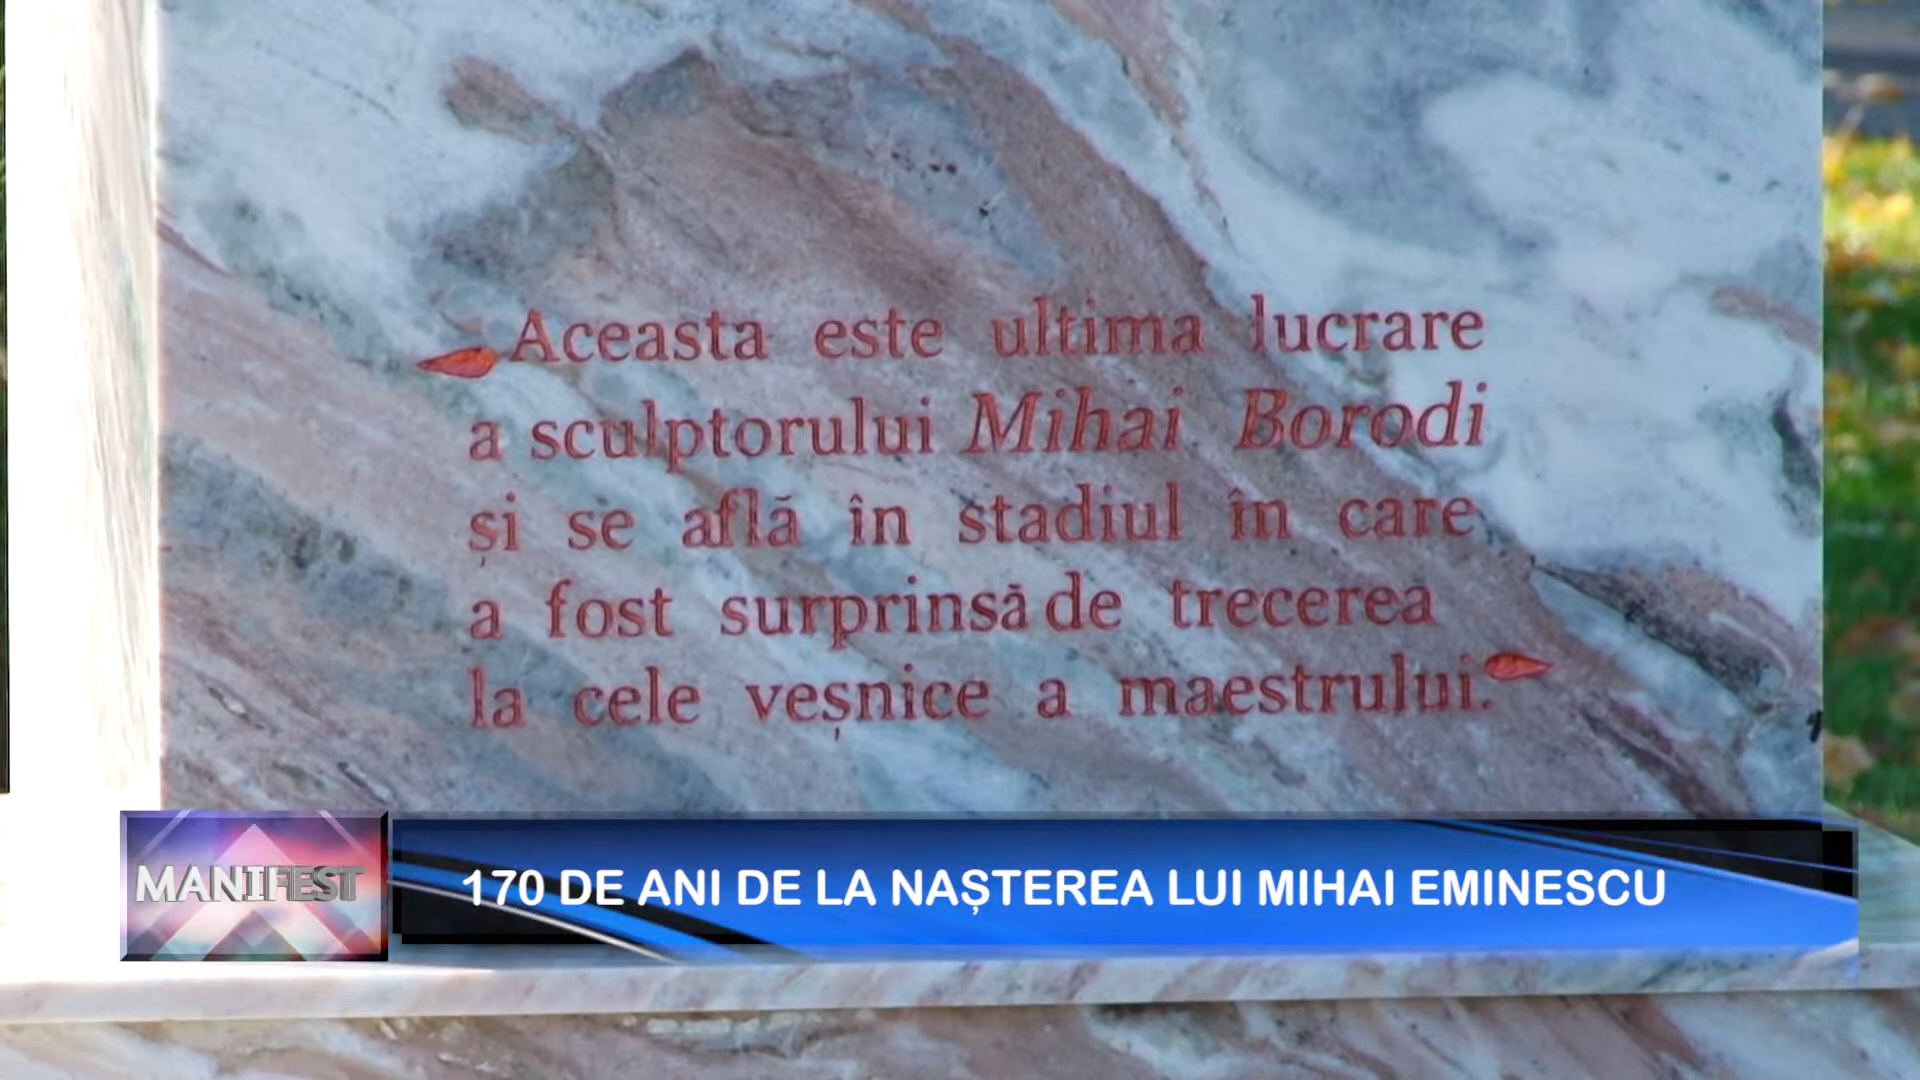 Aceasta este ultima lucrare
a sculptorului Mihai Borodi
și se află în stadiul în care
a fost surprinsă de trecerea
la cele veșnice a maestrului.
MANIFEST
170 DE ANI DE LA NAȘTEREA LUI MIHAI EMINESCU